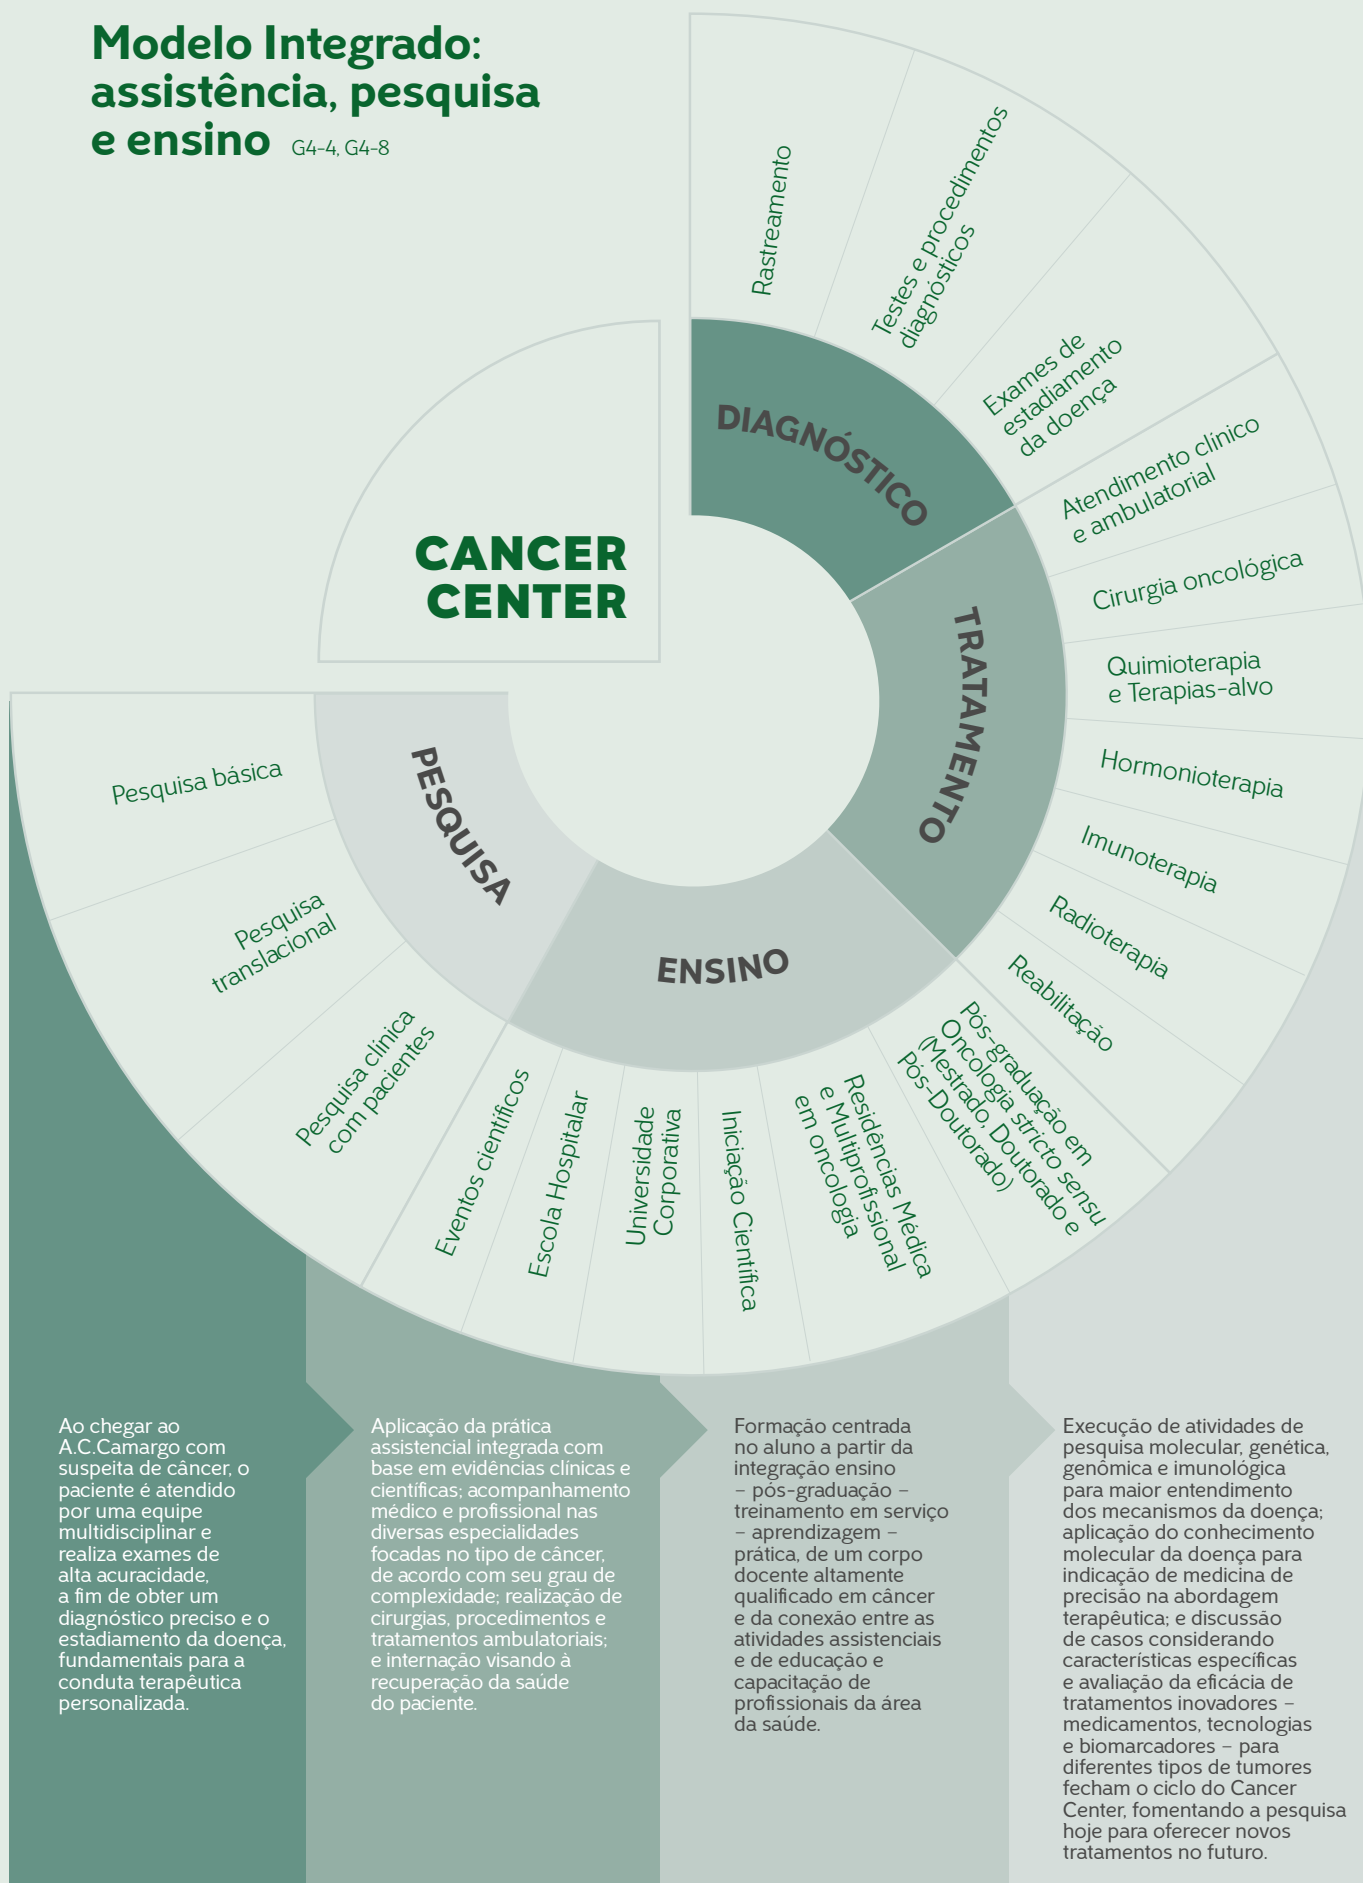 Modelo Integrado:
assistência, pesquisa
e ensino G4-4, G4-8
CANCER
CENTER
DIAGNÓSTICO
Rastreamento
Testes e procedimentos
diagnósticos
Exames de
estadiamento
da doença
TRATAMENTO
Atendimento clínico
e ambulatorial
Cirurgia oncológica
Quimioterapia
e Terapias-alvo
Hormonioterapia
Imunoterapia
Radioterapia
Reabilitação
ENSINO
Pós-graduação em
Oncologia stricto sensu
(Mestrado, Doutorado e
Pós-Doutorado)
Residências Médica
e Multiprofissional
em oncologia
Iniciação Científica
Universidade
Corporativa
Escola Hospitalar
Eventos científicos
PESQUISA
Pesquisa clínica
com pacientes
Pesquisa
translacional
Pesquisa básica
Ao chegar ao
A.C.Camargo com
suspeita de câncer, o
paciente é atendido
por uma equipe
multidisciplinar e
realiza exames de
alta acuracidade,
a fim de obter um
diagnóstico preciso e o
estadiamento da doença,
fundamentais para a
conduta terapêutica
personalizada.
Aplicação da prática
assistencial integrada com
base em evidências clínicas e
científicas; acompanhamento
médico e profissional nas
diversas especialidades
focadas no tipo de câncer,
de acordo com seu grau de
complexidade; realização de
cirurgias, procedimentos e
tratamentos ambulatoriais;
e internação visando à
recuperação da saúde
do paciente.
Formação centrada
no aluno a partir da
integração ensino
– pós-graduação –
treinamento em serviço
– aprendizagem –
prática, de um corpo
docente altamente
qualificado em câncer
e da conexão entre as
atividades assistenciais
e de educação e
capacitação de
profissionais da área
da saúde.
Execução de atividades de
pesquisa molecular, genética,
genômica e imunológica
para maior entendimento
dos mecanismos da doença;
aplicação do conhecimento
molecular da doença para
indicação de medicina de
precisão na abordagem
terapêutica; e discussão
de casos considerando
características específicas
e avaliação da eficácia de
tratamentos inovadores –
medicamentos, tecnologias
e biomarcadores – para
diferentes tipos de tumores
fecham o ciclo do Cancer
Center, fomentando a pesquisa
hoje para oferecer novos
tratamentos no futuro.